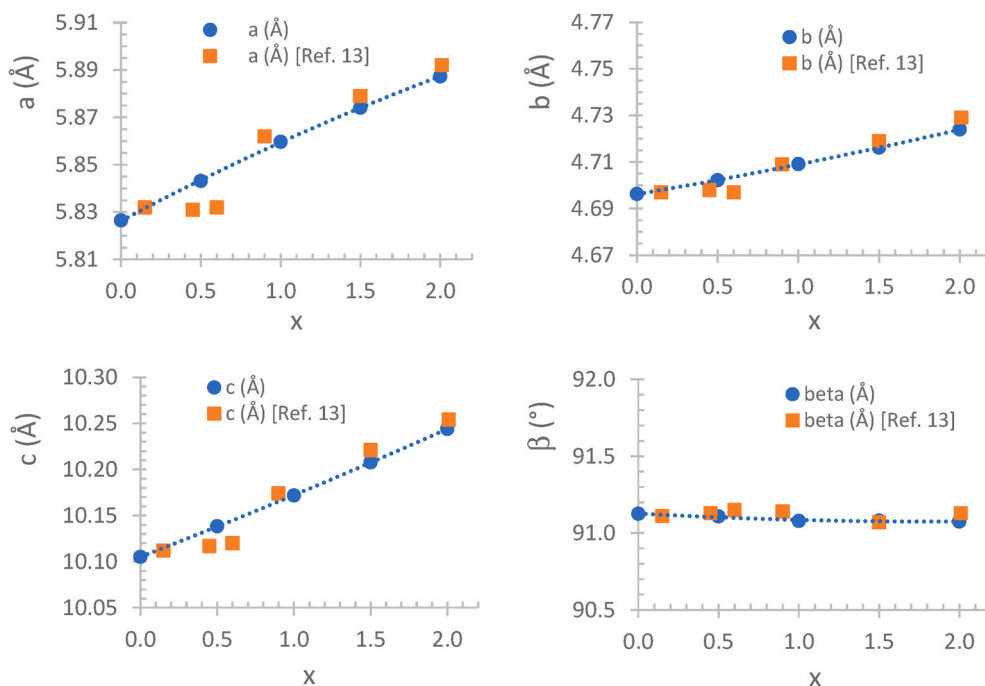 5.91
5.89
5.87
5.85
5.83
5.81
a (Å)
a (Å)
a (Å) [Ref. 13]
0.0 0.5 1.0 1.5 2.0
x
4.77
4.75
4.73
4.71
4.69
4.67
b (Å)
b (Å)
b (Å) [Ref. 13]
0.0 0.5 1.0 1.5 2.0
x
10.30
10.25
10.20
10.15
10.10
10.05
c (Å)
c (Å)
c (Å) [Ref. 13]
0.0 0.5 1.0 1.5 2.0
x
92.0
91.5
91.0
90.5
β (°)
beta (Å)
beta (Å) [Ref. 13]
0.0 0.5 1.0 1.5 2.0
x